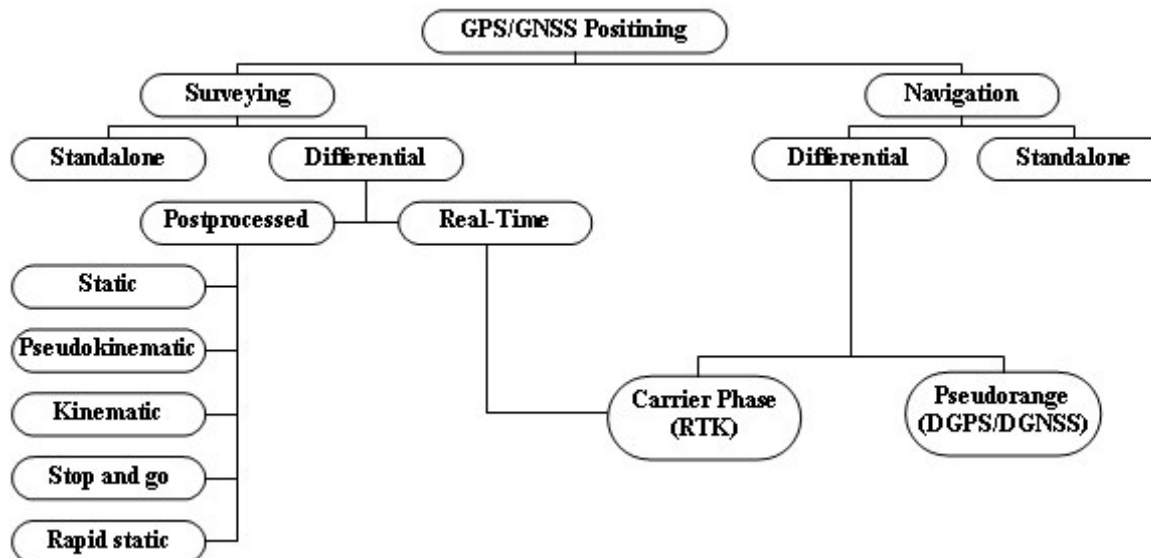 GPS/GNSS Positining
Surveying
Navigation
Standalone
Differential
Differential
Standalone
Postprocessed
Real-Time
Static
Pseudokinematic
Kinematic
Stop and go
Rapid static
Carrier Phase
(RTK)
Pseudorange
(DGPS/DGNSS)